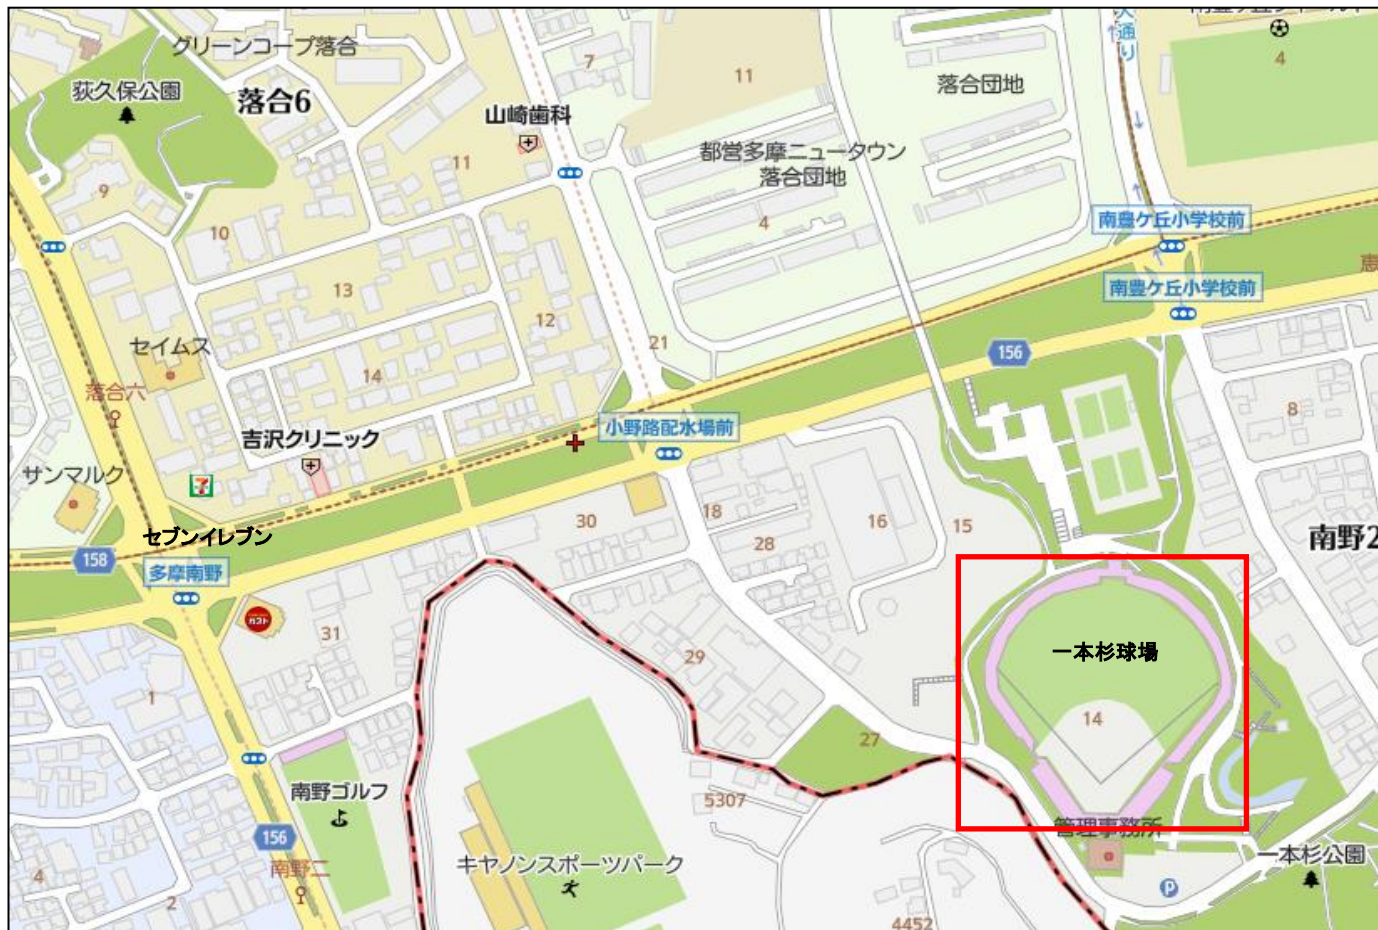 グリーンコープ落合
荻久保公園
落合6
7
11
山崎歯科
11
9
10
落合団地
都営多摩ニュータウン
落合団地
4
大通り
4
南豊ケ丘小学校前
南豊ケ丘小学校前
恵
13
12
21
セイムス
14
落合六
156
吉沢クリニック
小野路配水場前
8
サンマルク
7
セブンイレブン
158
多摩南野
30
18
28
16
15
南野2
ガスト
31
29
一本杉球場
14
1
27
南野ゴルフ
5307
156
南野二
キヤノンスポーツパーク
管理事務所
一本杉公園
P
4
2
4452